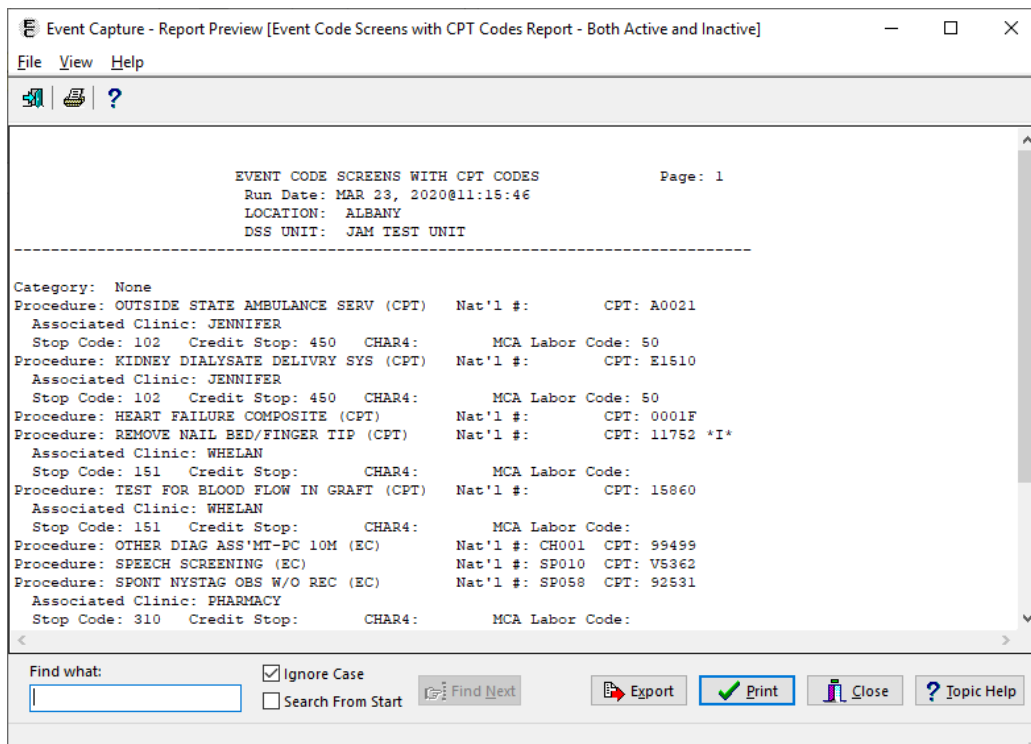 Event Capture - Report Preview [Event Code Screens with CPT Codes Report - Both Active and Inactive]
File View Help
EVENT CODE SCREENS WITH CPT CODES Page: 1
Run Date: MAR 23, 2020@11:15:46
LOCATION: ALBANY
DSS UNIT: JAM TEST UNIT
--------------------------------------------------------------------------------
Category: None
Procedure: OUTSIDE STATE AMBULANCE SERV (CPT) Nat'l #: CPT: A0021
Associated Clinic: JENNIFER
Stop Code: 102 Credit Stop: 450 CHAR4: MCA Labor Code: 50
Procedure: KIDNEY DIALYSATE DELIVRY SYS (CPT) Nat'l #: CPT: E1510
Associated Clinic: JENNIFER
Stop Code: 102 Credit Stop: 450 CHAR4: MCA Labor Code: 50
Procedure: HEART FAILURE COMPOSITE (CPT) Nat'l #: CPT: 0001F
Procedure: REMOVE NAIL BED/FINGER TIP (CPT) Nat'l #: CPT: 11752 *I*
Associated Clinic: WHELAN
Stop Code: 151 Credit Stop: CHAR4: MCA Labor Code:
Procedure: TEST FOR BLOOD FLOW IN GRAFT (CPT) Nat'l #: CPT: 15860
Associated Clinic: WHELAN
Stop Code: 151 Credit Stop: CHAR4: MCA Labor Code:
Procedure: OTHER DIAG ASS'MT-PC 10M (EC) Nat'l #: CH001 CPT: 99499
Procedure: SPEECH SCREENING (EC) Nat'l #: SP010 CPT: V5362
Procedure: SPONT NYSTAG OBS W/O REC (EC) Nat'l #: SP058 CPT: 92531
Associated Clinic: PHARMACY
Stop Code: 310 Credit Stop: CHAR4: MCA Labor Code:
Find what:
Ignore Case
Search From Start
Find Next
Export
Print
Close
Topic Help